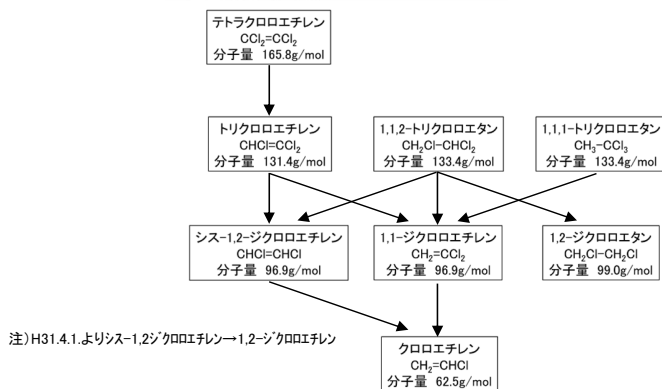 テトラクロロエチレン
CCl₂=CCl₂
分子量 165.8g/mol
トリクロロエチレン
CHCl=CCl₂
分子量 131.4g/mol
1,1,2-トリクロロエタン
CH₂Cl-CHCl₂
分子量 133.4g/mol
1,1,1-トリクロロエタン
CH₃-CCl₃
分子量 133.4g/mol
シス-1,2-ジクロロエチレン
CHCl=CHCl
分子量 96.9g/mol
1,1-ジクロロエチレン
CH₂=CCl₂
分子量 96.9g/mol
1,2-ジクロロエタン
CH₂Cl-CH₂Cl
分子量 99.0g/mol
注)H31.4.1.よりシス-1,2ジクロロエチレン→1,2-ジクロロエチレン
クロロエチレン
CH₂=CHCl
分子量 62.5g/mol